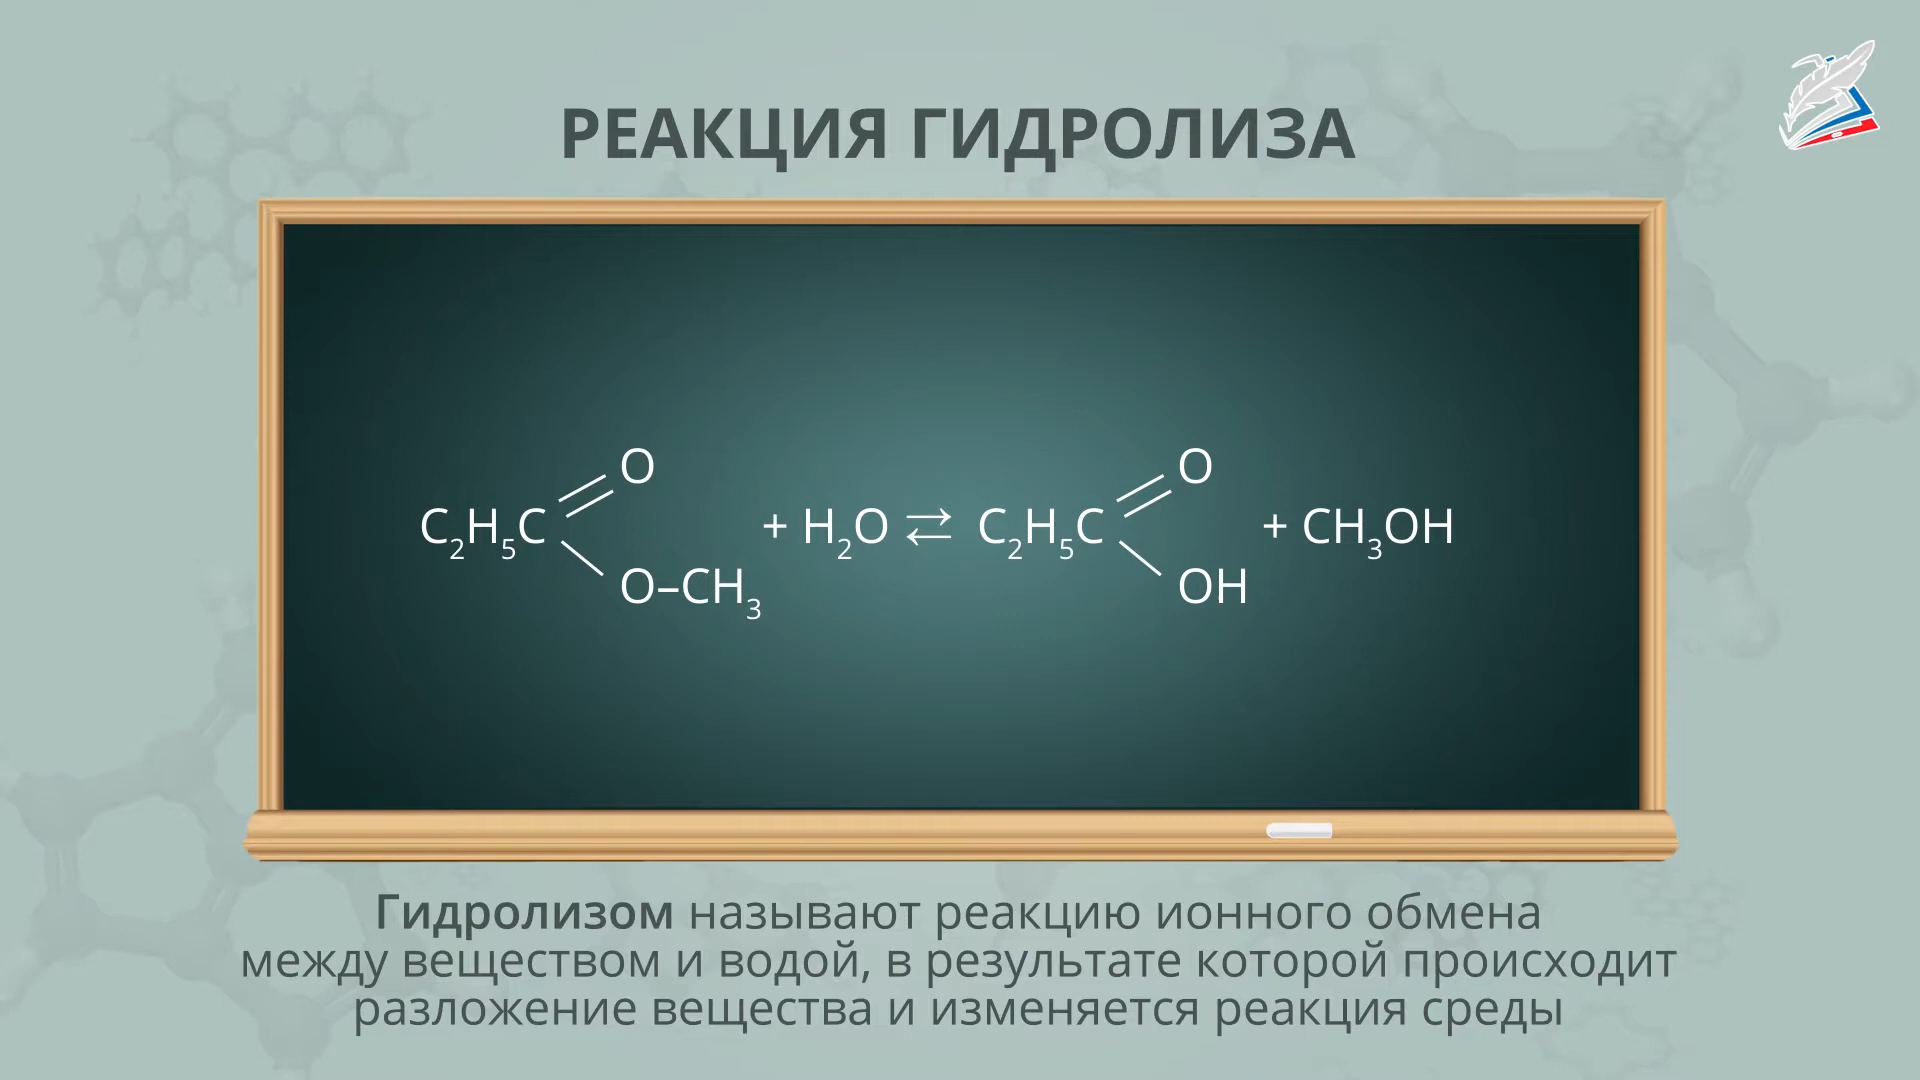 РЕАКЦИЯ ГИДРОЛИЗА
O O
C₂H₅C + H₂O ⇄ C₂H₅C + CH₃OH
O–CH₃ OH
Гидролизом называют реакцию ионного обмена
между веществом и водой, в результате которой происходит
разложение вещества и изменяется реакция среды